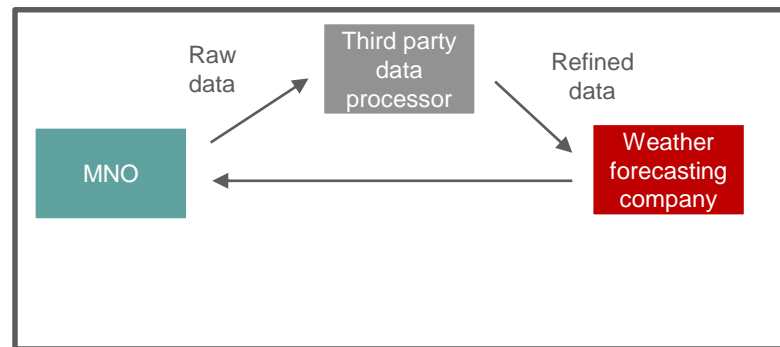 Third party
data
processor
Raw
data
Refined
data
MNO
Weather
forecasting
company